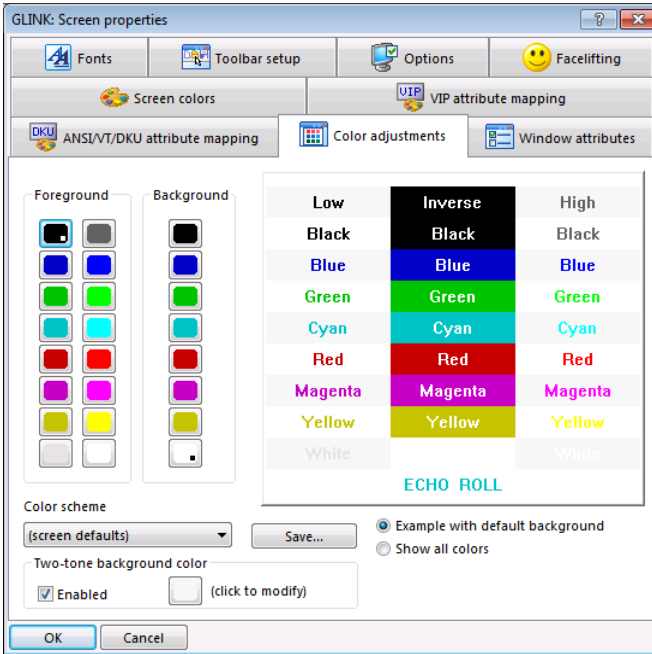 GLINK: Screen properties
Fonts
Toolbar setup
Options
Facelifting
Screen colors
VIP
VIP attribute mapping
DKU
ANSI/VT/DKU attribute mapping
Color adjustments
Window attributes
Foreground
Background
Low Inverse High
Black Black Black
Blue Blue Blue
Green Green Green
Cyan Cyan Cyan
Red Red Red
Magenta Magenta Magenta
Yellow Yellow Yellow
White White
ECHO ROLL
Color scheme
(screen defaults)
Save...
Example with default background
Show all colors
Two-tone background color
Enabled
(click to modify)
OK
Cancel